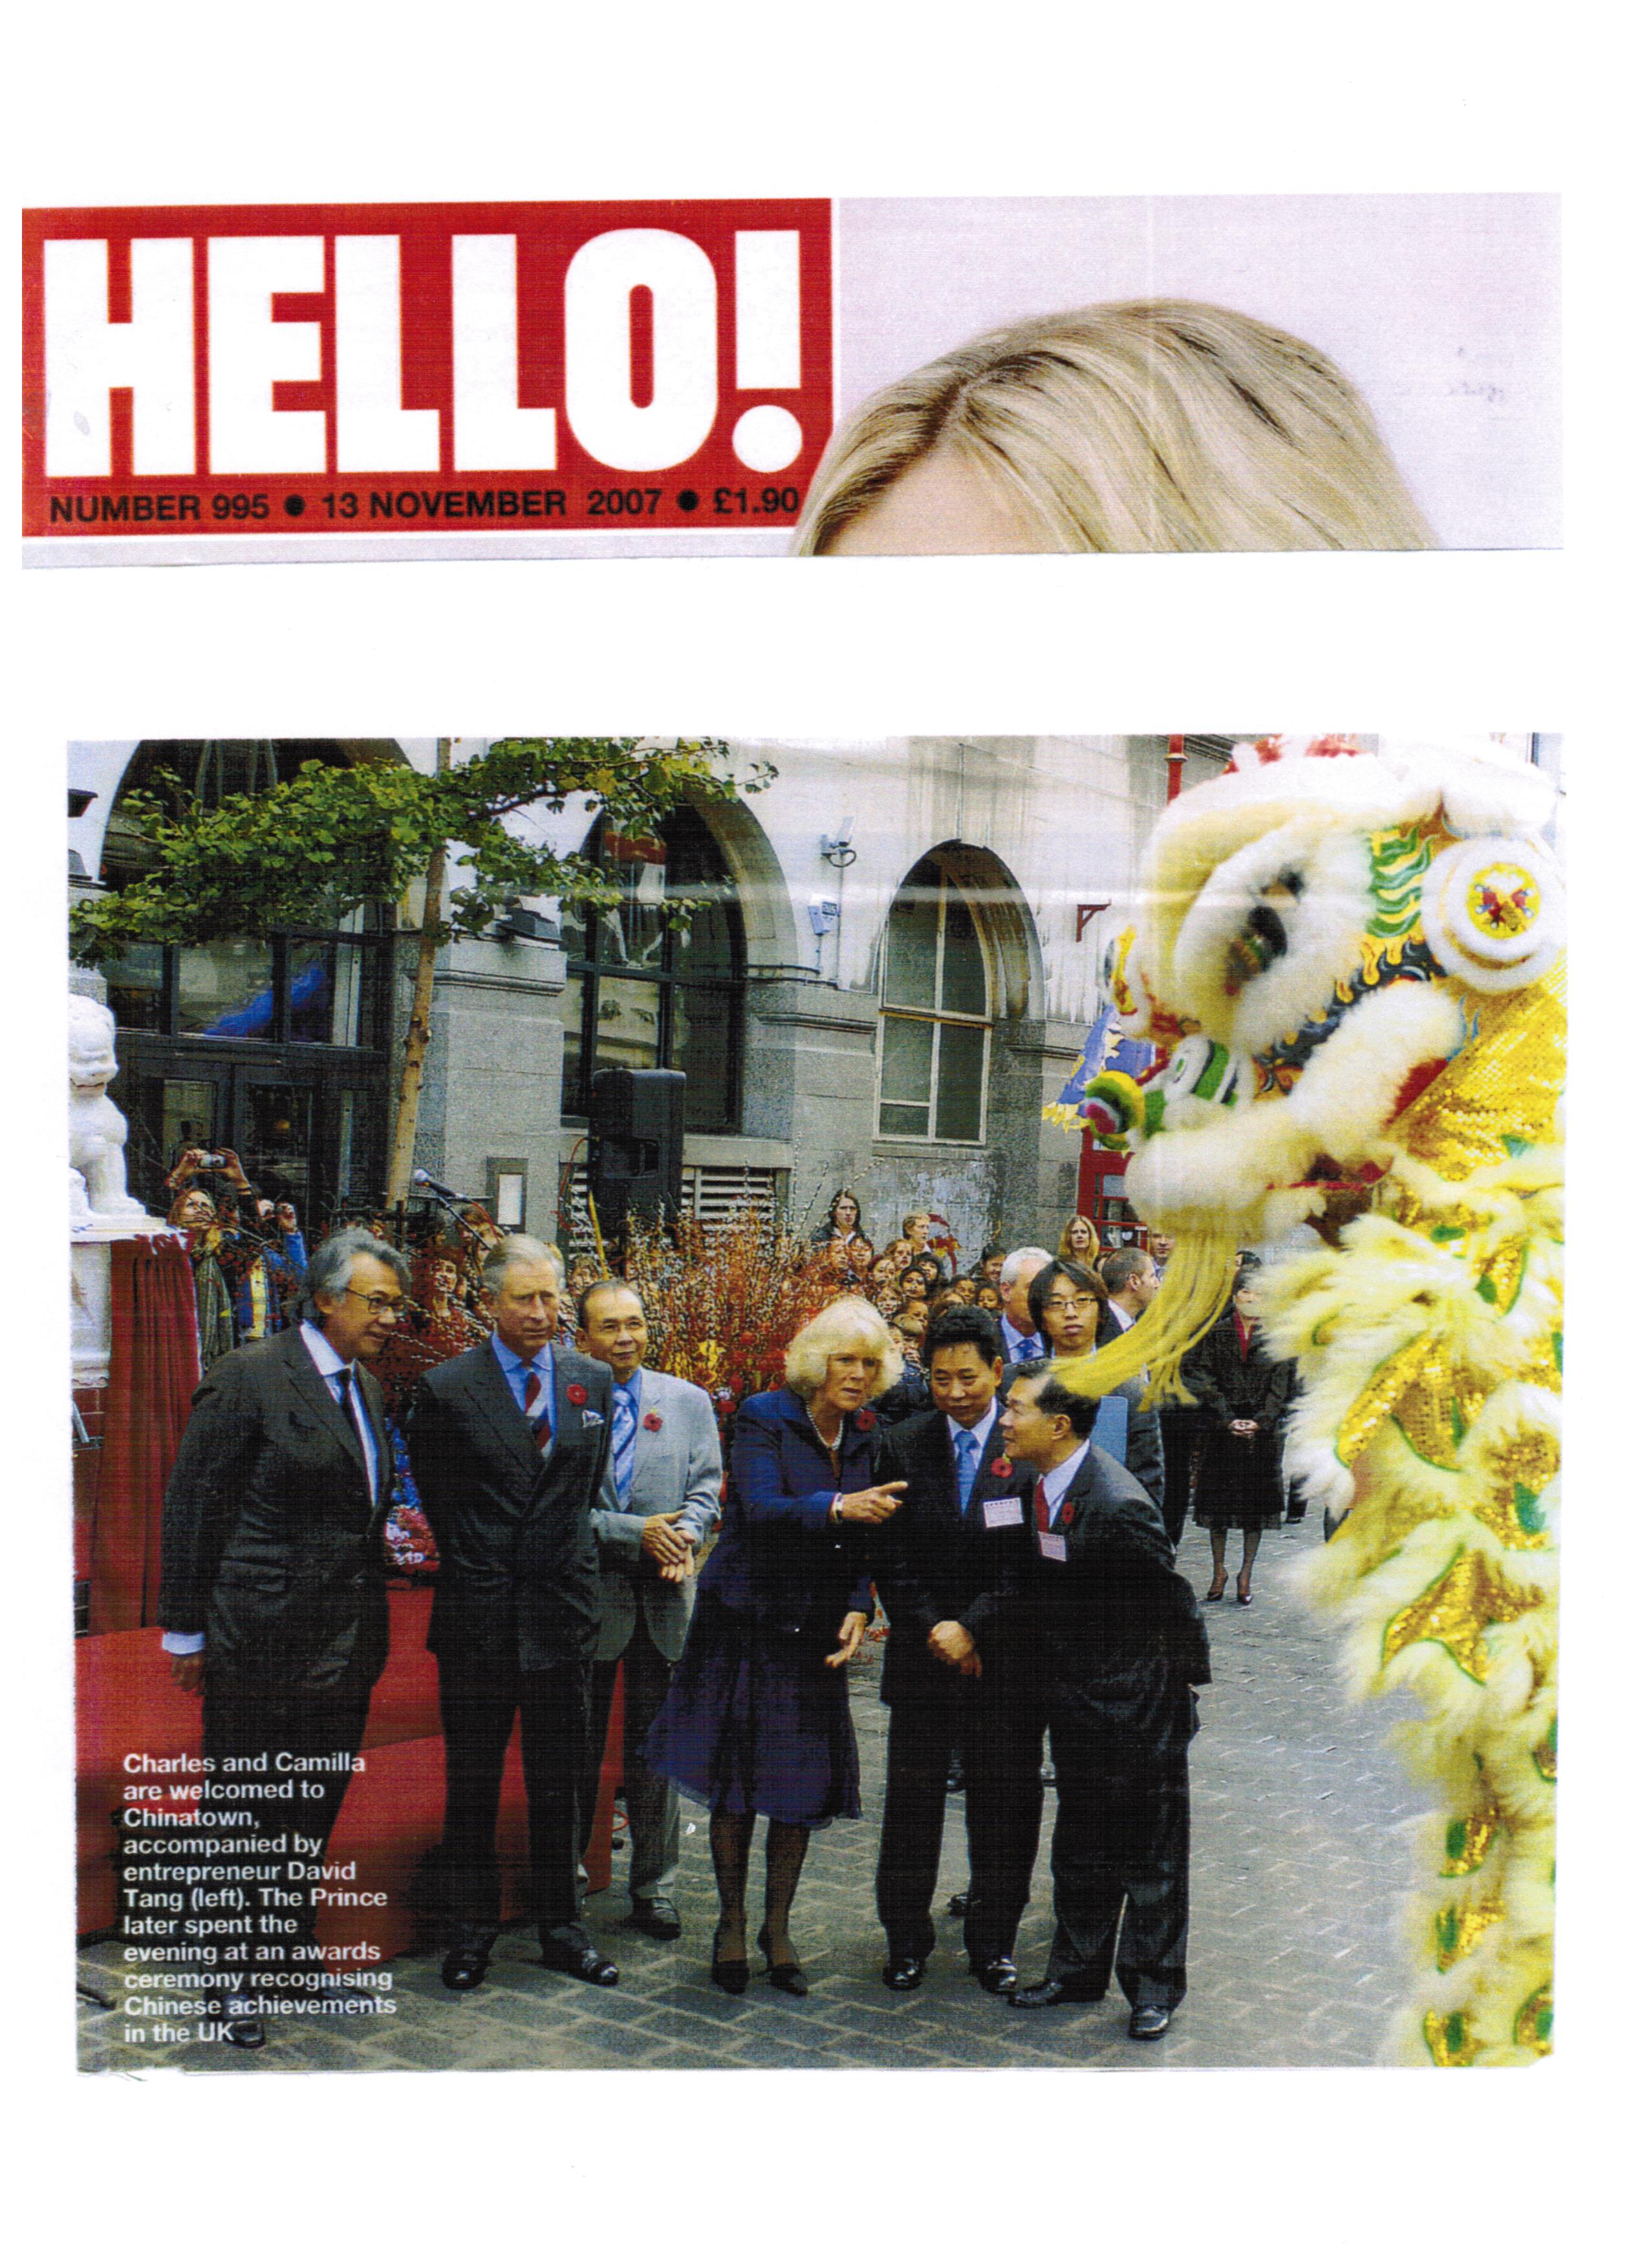 HELLO!
NUMBER 995 ● 13 NOVEMBER 2007 ● £1.90
Charles and Camilla
are welcomed to
Chinatown,
accompanied by
entrepreneur David
Tang (left). The Prince
later spent the
evening at an awards
ceremony recognising
Chinese achievements
in the UK